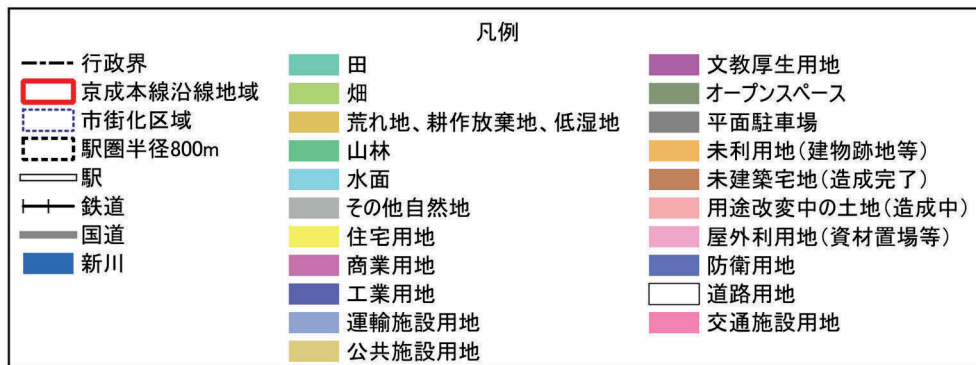 凡例
行政界
京成本線沿線地域
市街化区域
駅圏半径800m
駅
鉄道
国道
新川
田
畑
荒れ地、耕作放棄地、低湿地
山林
水面
その他自然地
住宅用地
商業用地
工業用地
運輸施設用地
公共施設用地
文教厚生用地
オープンスペース
平面駐車場
未利用地(建物跡地等)
未建築宅地(造成完了)
用途改変中の土地(造成中)
屋外利用地(資材置場等)
防衛用地
道路用地
交通施設用地